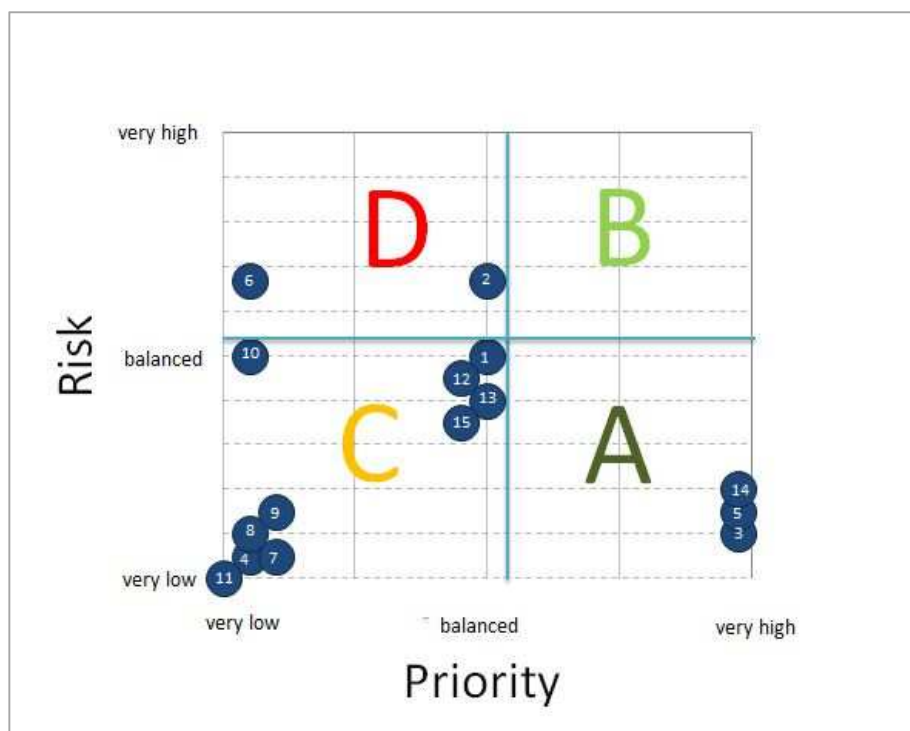 very high
D
B
6
2
Risk
balanced
10
1
12
13
15
C
A
14
5
3
9
8
4
7
11
very low
very low
balanced
very high
Priority